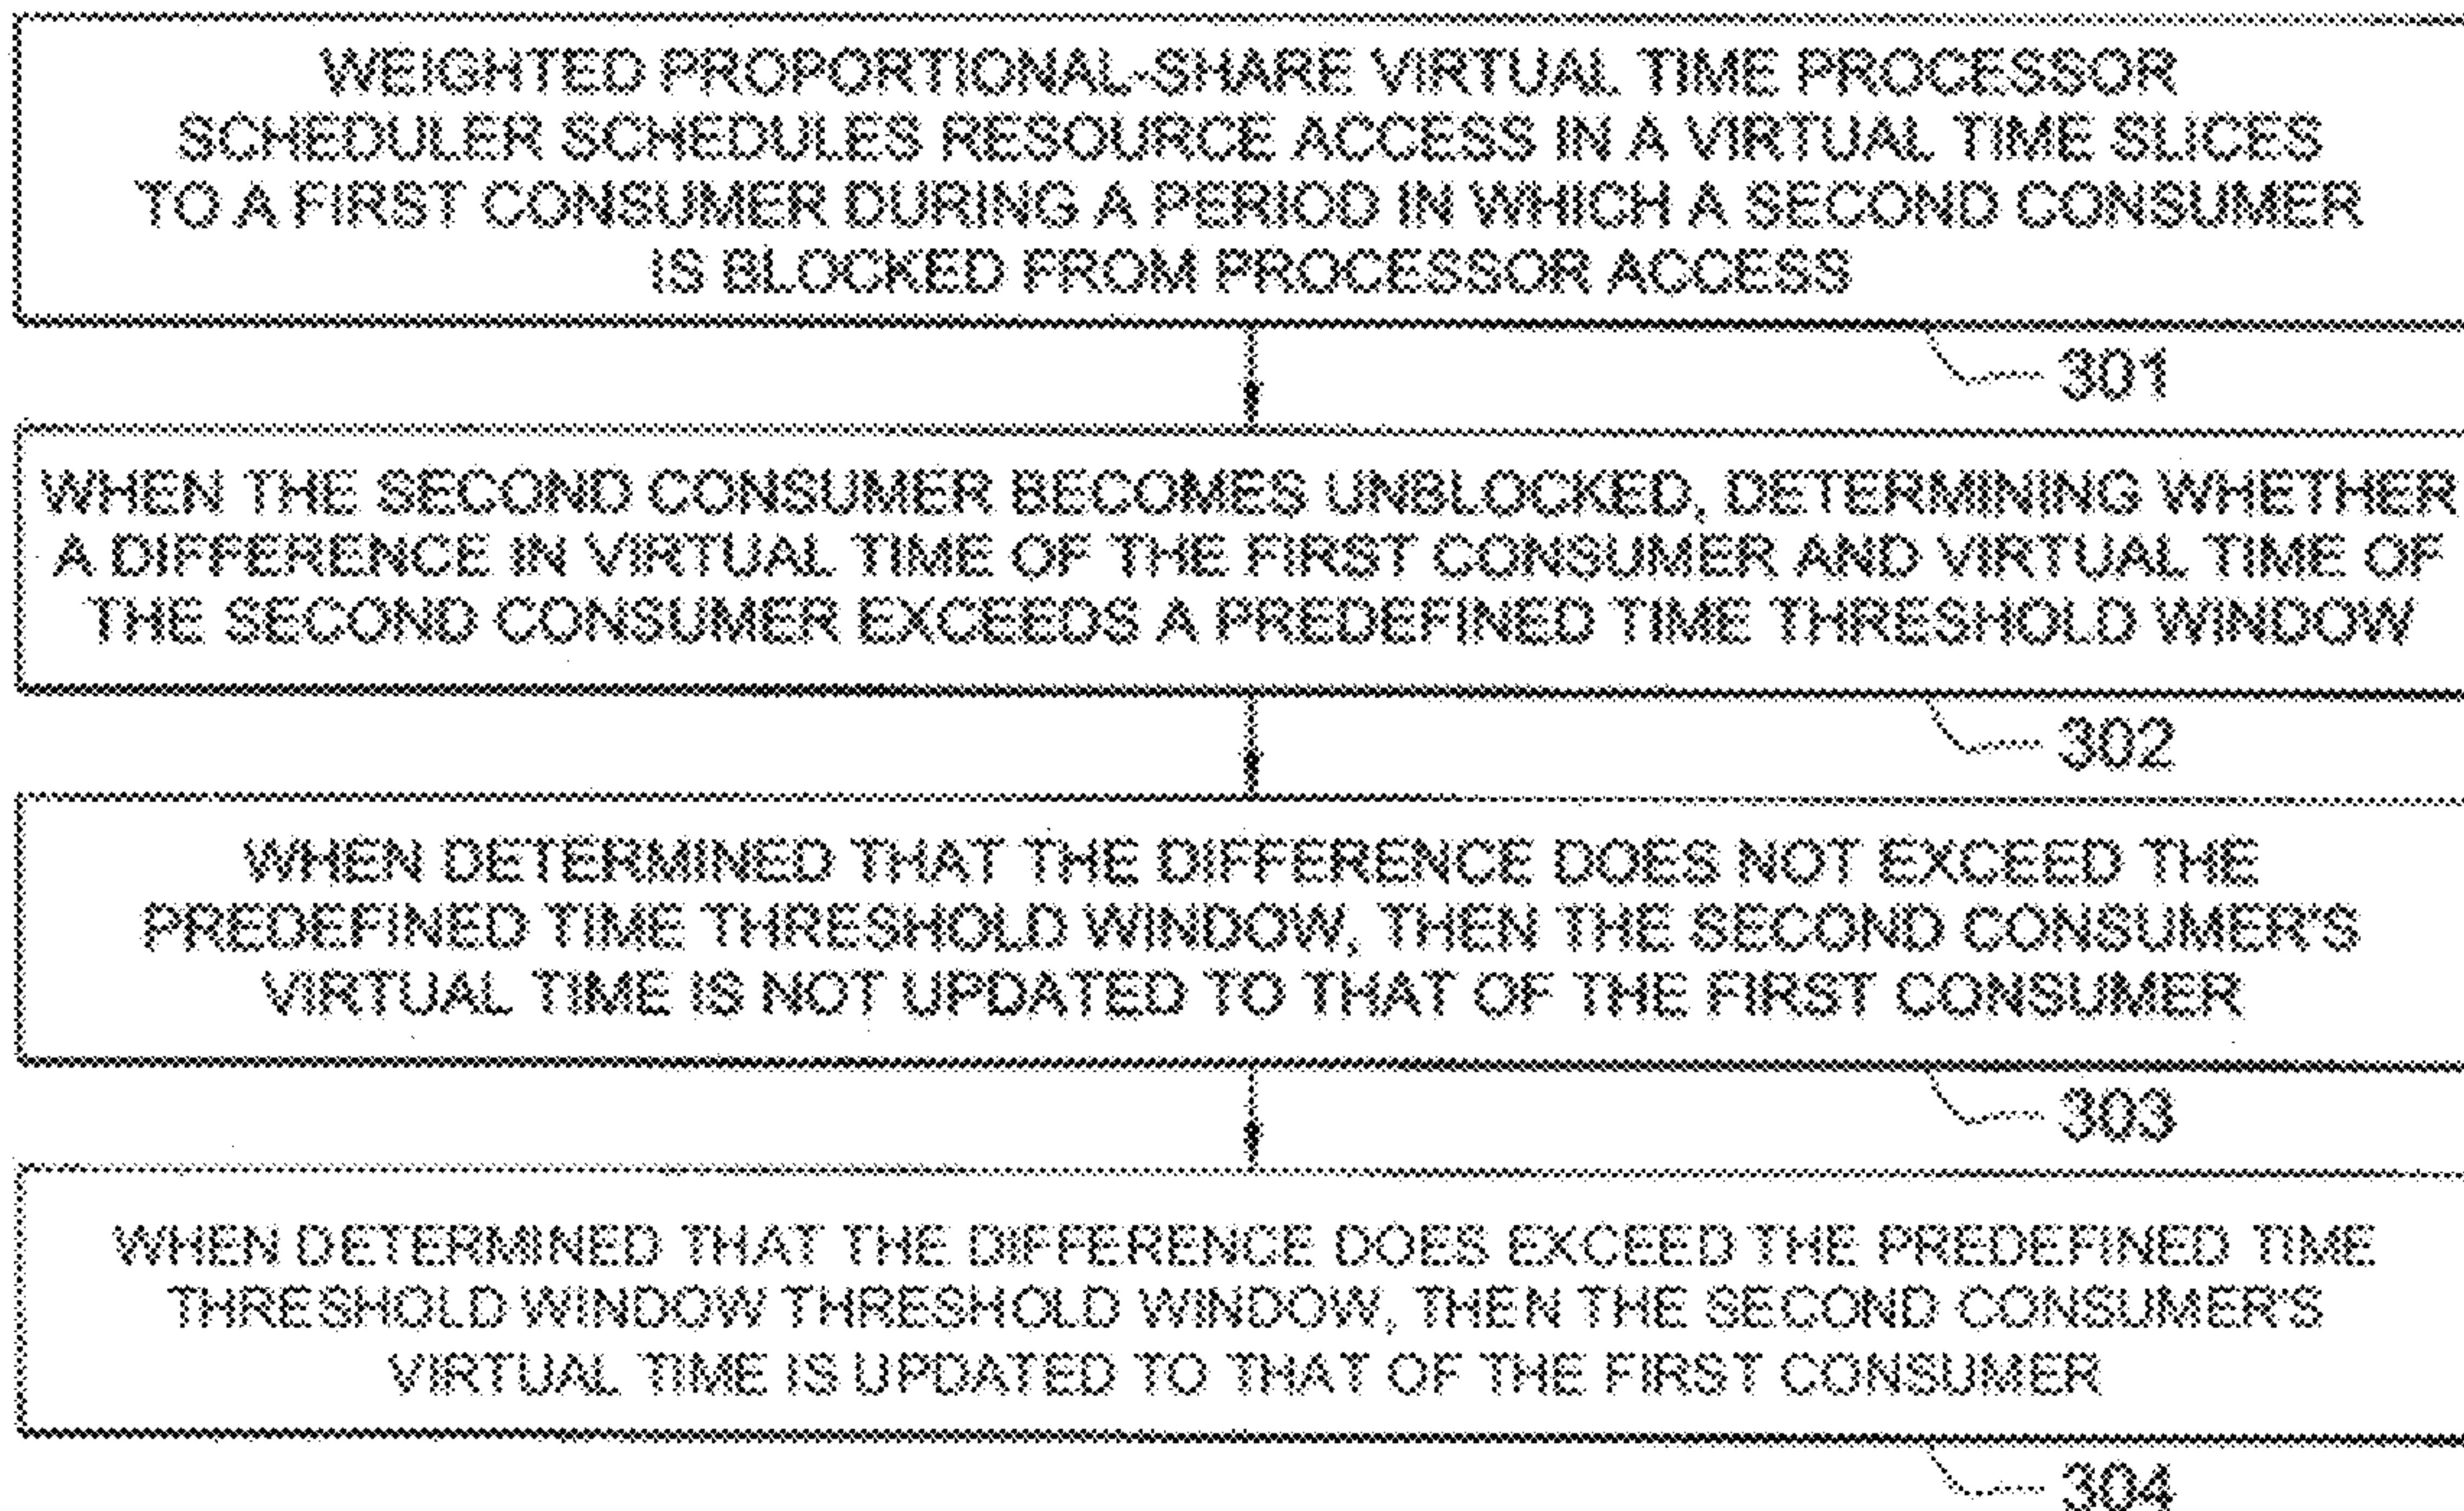 WEIGHTED PROPORTIONAL-SHARE VIRTUAL TIME PROCESSOR
SCHEDULER SCHEDULES RESOURCE ACCESS IN A VIRTUAL TIME SLICES
TO A FIRST CONSUMER DURING A PERIOD IN WHICH A SECOND CONSUMER
IS BLOCKED FROM PROCESSOR ACCESS
301
WHEN THE SECOND CONSUMER BECOMES UNBLOCKED, DETERMINING WHETHER
A DIFFERENCE IN VIRTUAL TIME OF THE FIRST CONSUMER AND VIRTUAL TIME OF
THE SECOND CONSUMER EXCEEDS A PREDEFINED TIME THRESHOLD WINDOW
302
WHEN DETERMINED THAT THE DIFFERENCE DOES NOT EXCEED THE
PREDEFINED TIME THRESHOLD WINDOW, THEN THE SECOND CONSUMER'S
VIRTUAL TIME IS NOT UPDATED TO THAT OF THE FIRST CONSUMER
303
WHEN DETERMINED THAT THE DIFFERENCE DOES EXCEED THE PREDEFINED TIME
THRESHOLD WINDOW THRESHOLD WINDOW, THEN THE SECOND CONSUMER'S
VIRTUAL TIME IS UPDATED TO THAT OF THE FIRST CONSUMER
304